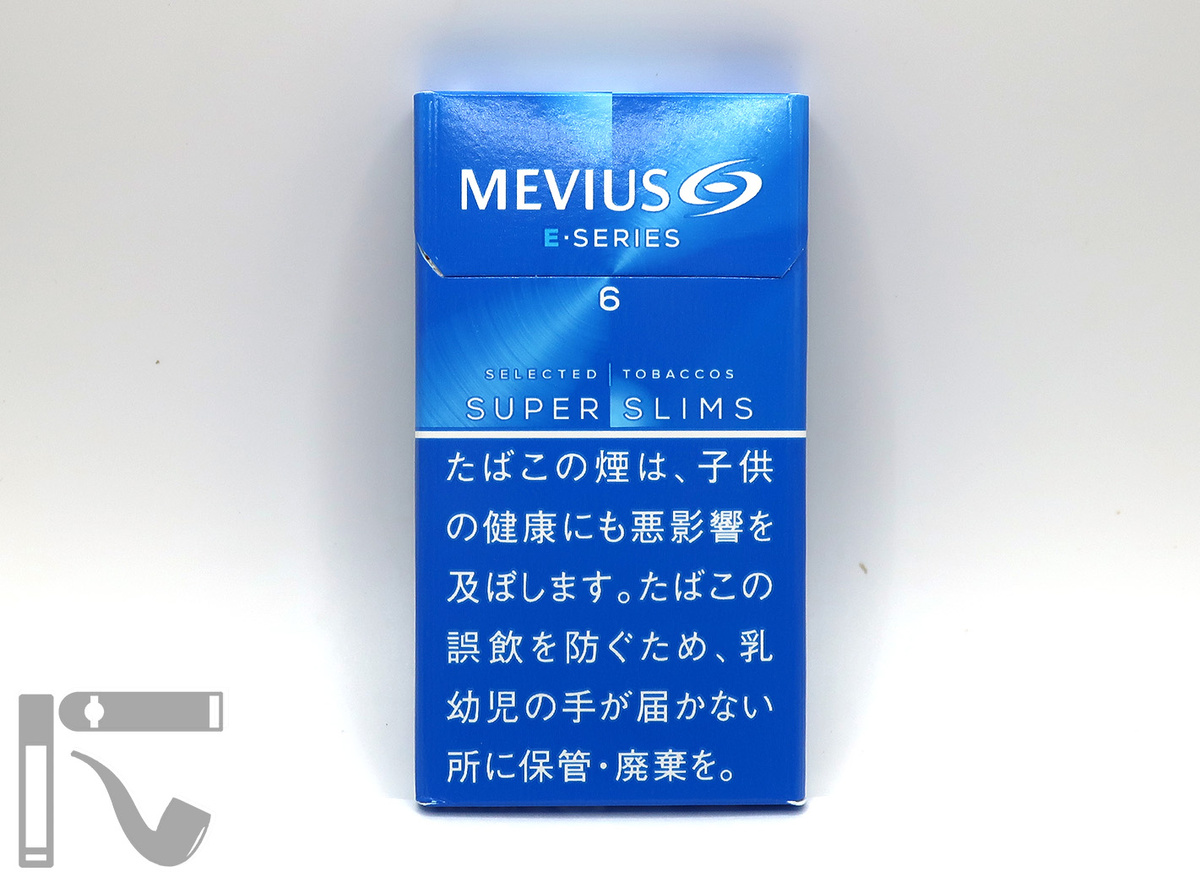 MEVIUS
E・SERIES
6
SELECTED TOBACCOS
SUPER SLIMS
たばこの煙は、子供
の健康にも悪影響を
及ぼします。たばこの
誤飲を防ぐため、乳
幼児の手が届かない
所に保管・廃棄を。